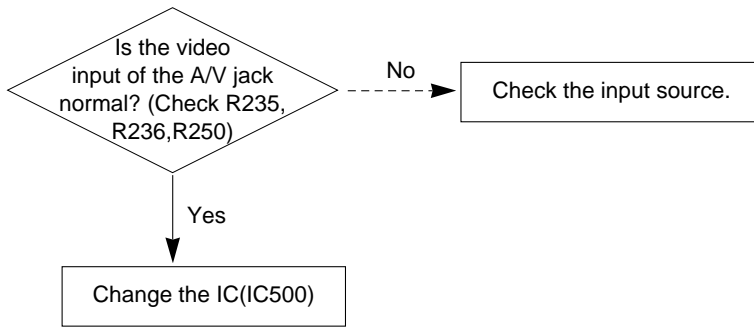 Is the video
input of the A/V jack
normal? (Check R235,
R236,R250)
No
Check the input source.
Yes
Change the IC(IC500)